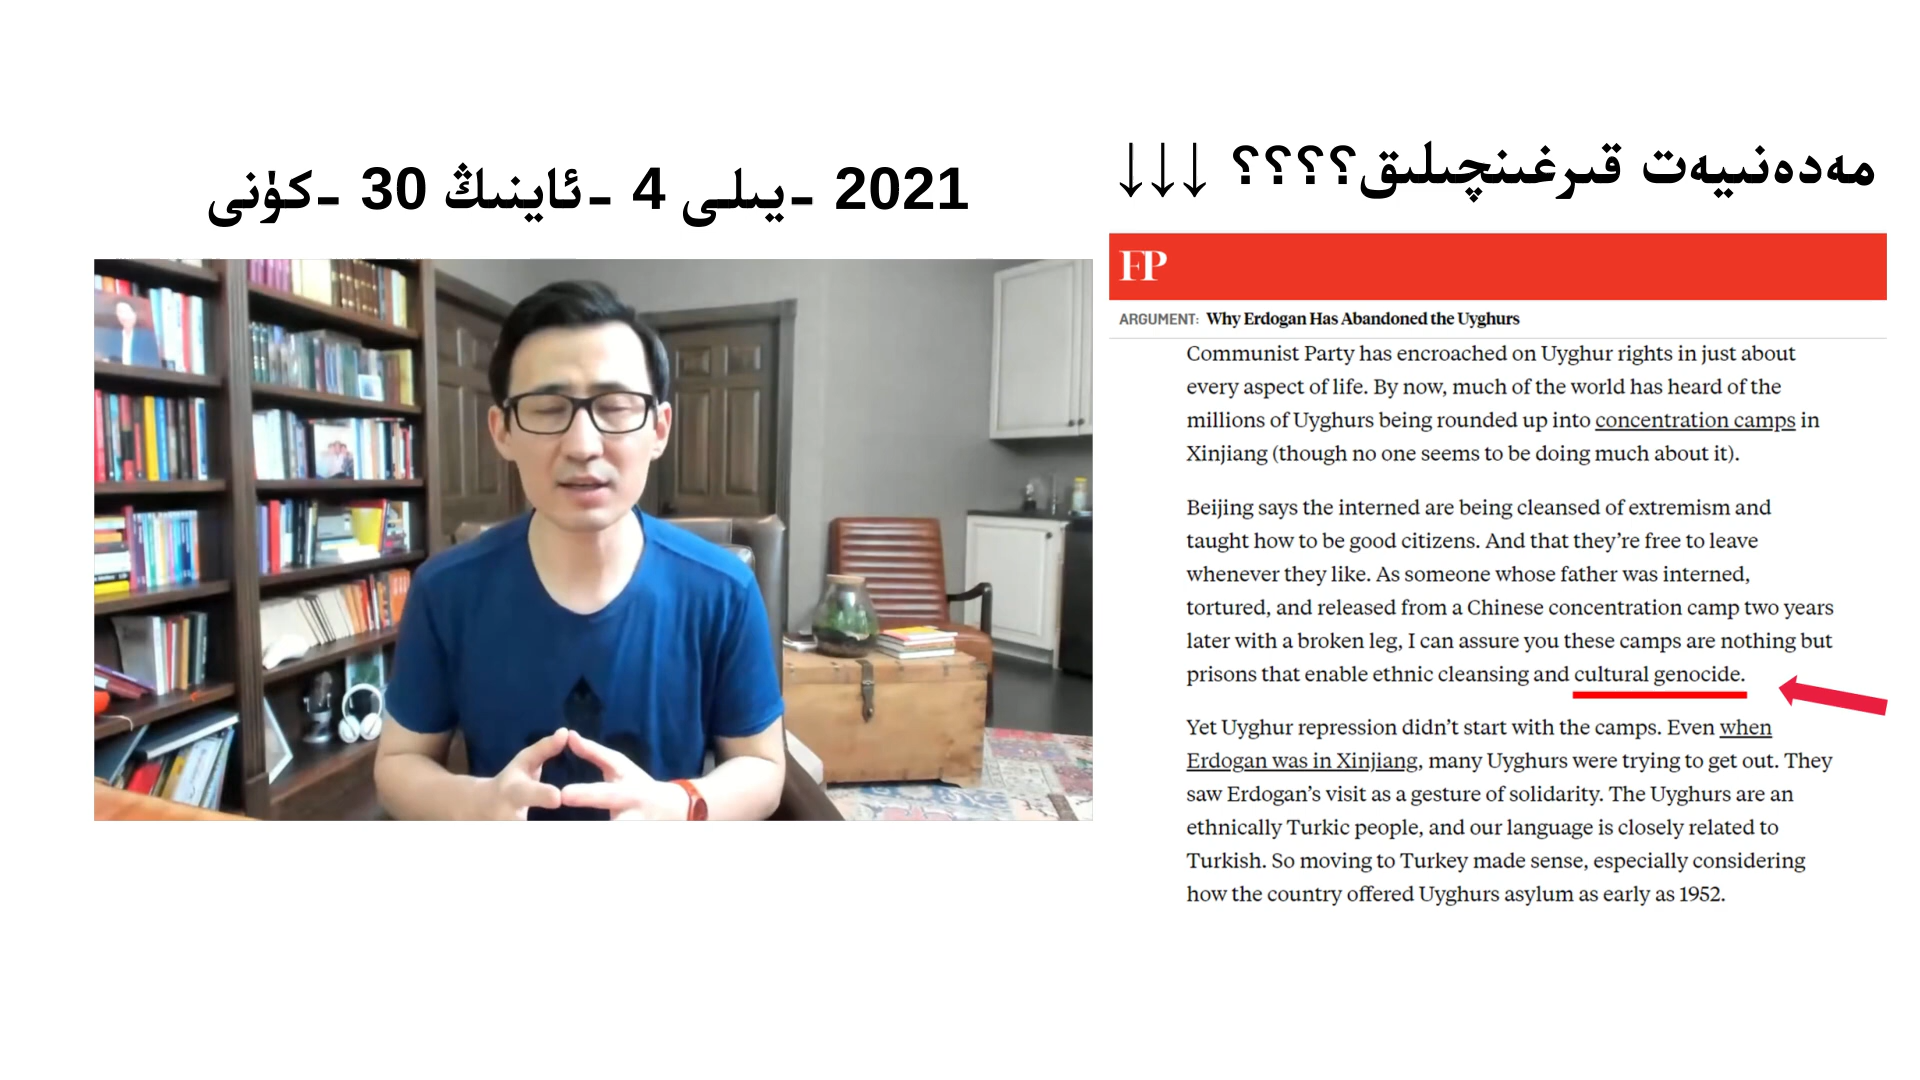 2021 -يىلى 4 -ئاينىڭ 30 -كۈنى
مەدەنىيەت قىرغىنچىلىق؟؟؟؟ ↓↓↓
FP
ARGUMENT: Why Erdogan Has Abandoned the Uyghurs
Communist Party has encroached on Uyghur rights in just about
every aspect of life. By now, much of the world has heard of the
millions of Uyghurs being rounded up into concentration camps in
Xinjiang (though no one seems to be doing much about it).
Beijing says the interned are being cleansed of extremism and
taught how to be good citizens. And that they’re free to leave
whenever they like. As someone whose father was interned,
tortured, and released from a Chinese concentration camp two years
later with a broken leg, I can assure you these camps are nothing but
prisons that enable ethnic cleansing and cultural genocide.
Yet Uyghur repression didn’t start with the camps. Even when
Erdogan was in Xinjiang, many Uyghurs were trying to get out. They
saw Erdogan’s visit as a gesture of solidarity. The Uyghurs are an
ethnically Turkic people, and our language is closely related to
Turkish. So moving to Turkey made sense, especially considering
how the country offered Uyghurs asylum as early as 1952.